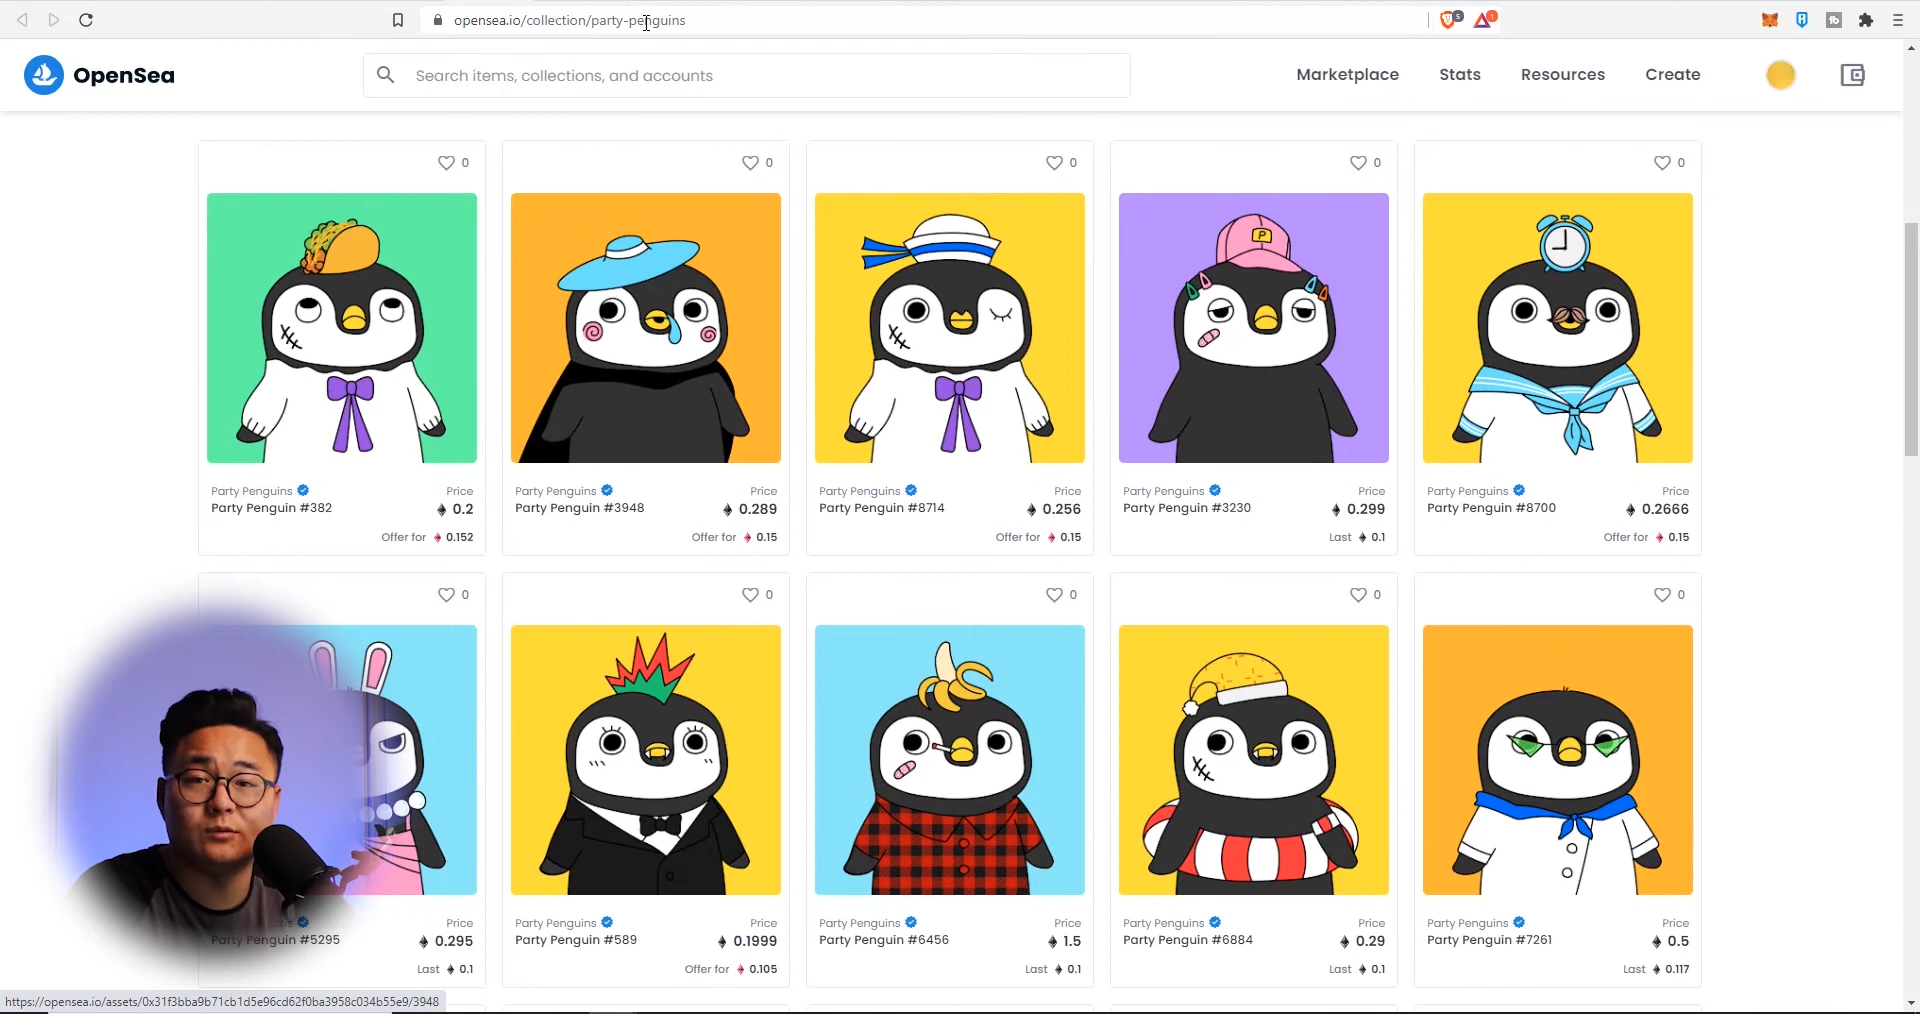 opensea.io/collection/party-penguins
5
1
OpenSea
Search items, collections, and accounts
Marketplace
Stats
Resources
Create
0
0
0
0
0
P
Party Penguins
Price
Party Penguin #382
0.2
Offer for 0.152
Party Penguins
Price
Party Penguin #3948
0.289
Offer for 0.15
Party Penguins
Price
Party Penguin #8714
0.256
Offer for 0.15
Party Penguins
Price
Party Penguin #3230
0.299
Last 0.1
Party Penguins
Price
Party Penguin #8700
0.2666
Offer for 0.15
0
0
0
0
0
Price
Party Penguin #5295
0.295
Last 0.1
Party Penguins
Price
Party Penguin #589
0.1999
Offer for 0.105
Party Penguins
Price
Party Penguin #6456
1.5
Last 0.1
Party Penguins
Price
Party Penguin #6884
0.29
Last 0.1
Party Penguins
Price
Party Penguin #7261
0.5
Last 0.117
https://opensea.io/assets/0x31f3bba9b71cb1d5e96cd62f0ba3958c034b55e9/3948